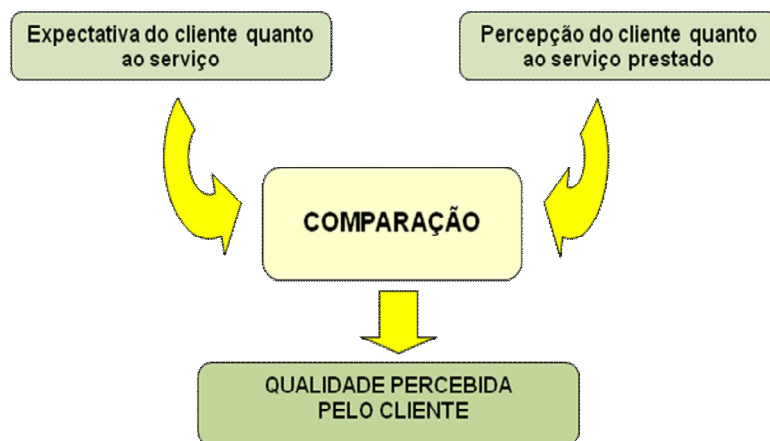 Expectativa do cliente quanto
ao serviço
Percepção do cliente quanto
ao serviço prestado
COMPARAÇÃO
QUALIDADE PERCEBIDA
PELO CLIENTE